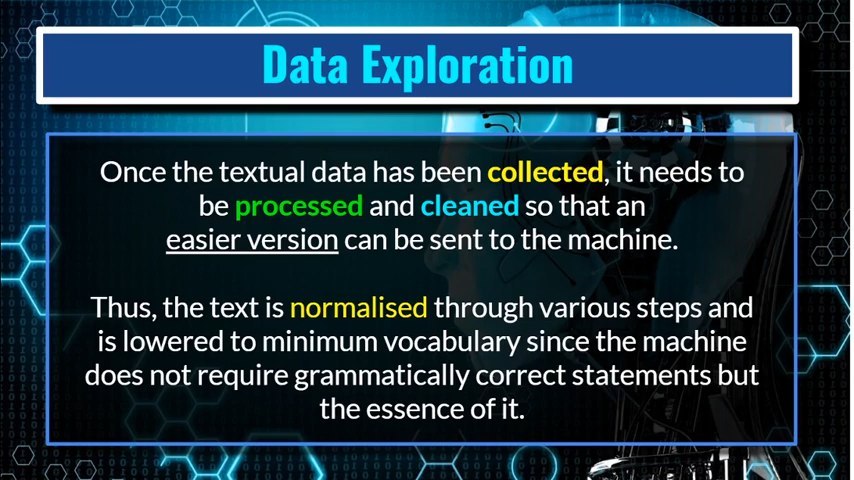 Data Exploration
Once the textual data has been collected, it needs to
be processed and cleaned so that an
easier version can be sent to the machine.
Thus, the text is normalised through various steps and
is lowered to minimum vocabulary since the machine
does not require grammatically correct statements but
the essence of it.